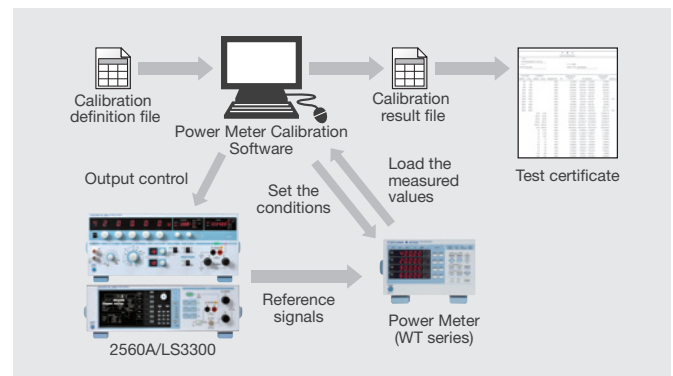 Calibration
definition file
Power Meter Calibration
Software
Calibration
result file
Test certificate
Output control
Set the
conditions
Load the
measured
values
Reference
signals
2560A/LS3300
Power Meter
(WT series)